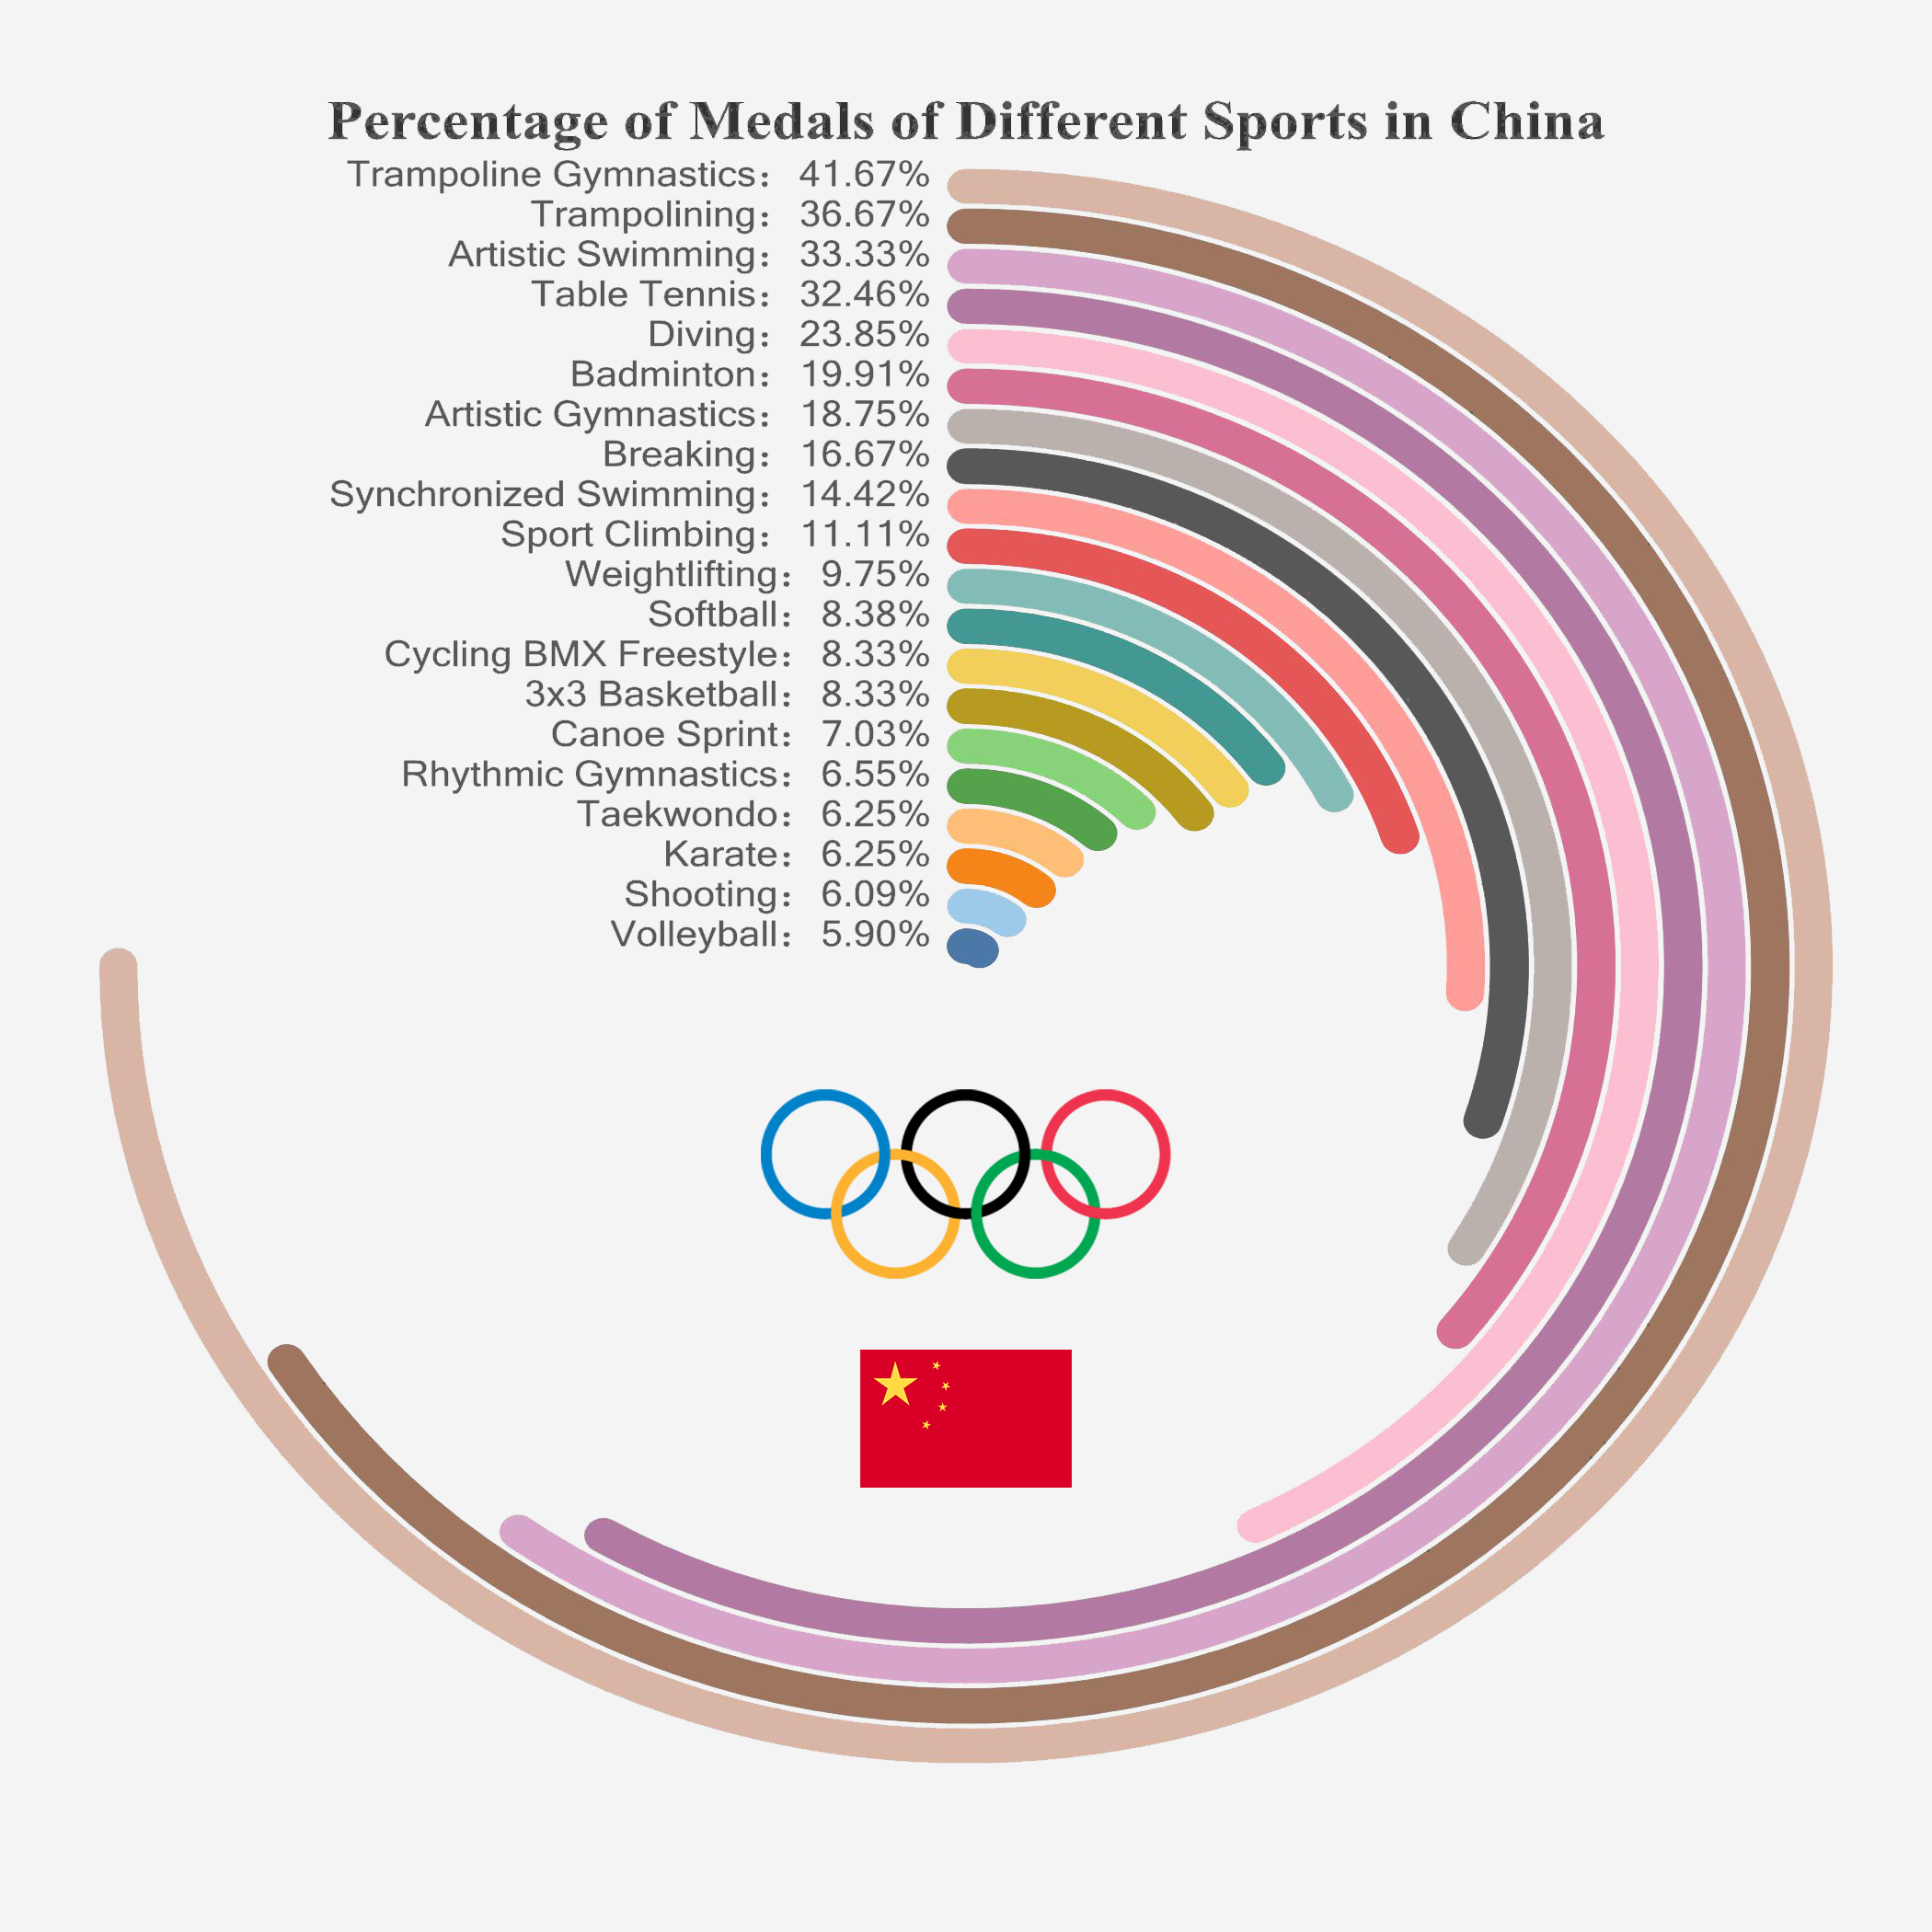 Percentage of Medals of Different Sports in China
Trampoline Gymnastics： 41.67%
Trampolining： 36.67%
Artistic Swimming： 33.33%
Table Tennis： 32.46%
Diving： 23.85%
Badminton： 19.91%
Artistic Gymnastics： 18.75%
Breaking： 16.67%
Synchronized Swimming： 14.42%
Sport Climbing： 11.11%
Weightlifting： 9.75%
Softball： 8.38%
Cycling BMX Freestyle： 8.33%
3x3 Basketball： 8.33%
Canoe Sprint： 7.03%
Rhythmic Gymnastics： 6.55%
Taekwondo： 6.25%
Karate： 6.25%
Shooting： 6.09%
Volleyball： 5.90%